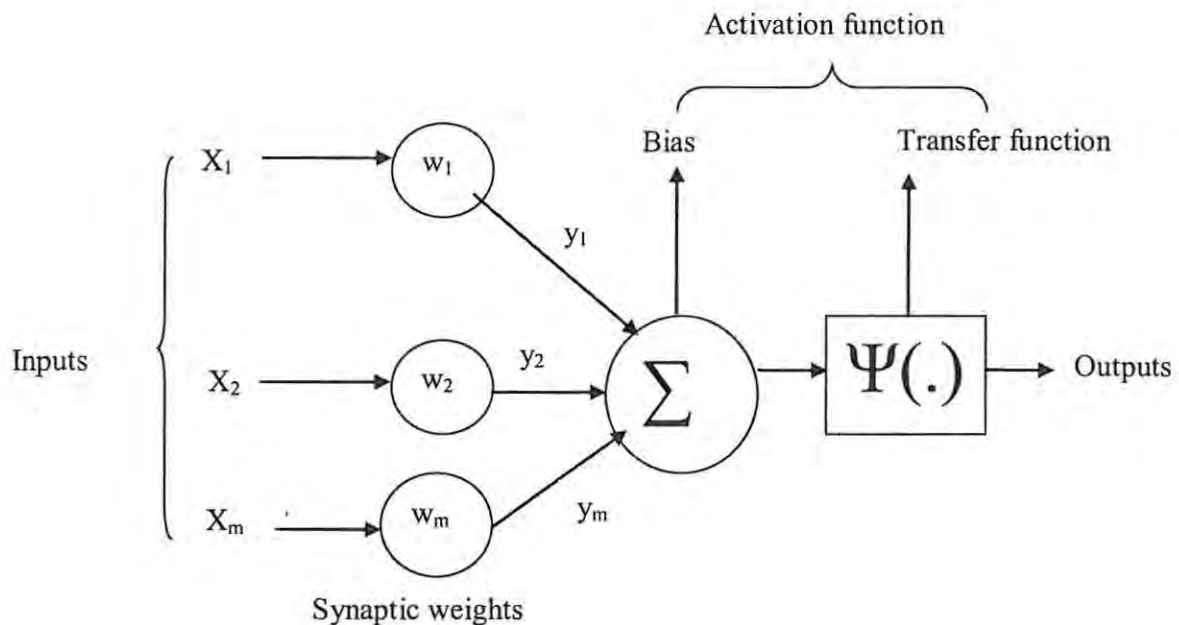 Activation function
Bias
Transfer function
X₁
w₁
y₁
Inputs
X₂
w₂
y₂
Σ
Ψ(.)
Outputs
Xₘ
wₘ
yₘ
Synaptic weights